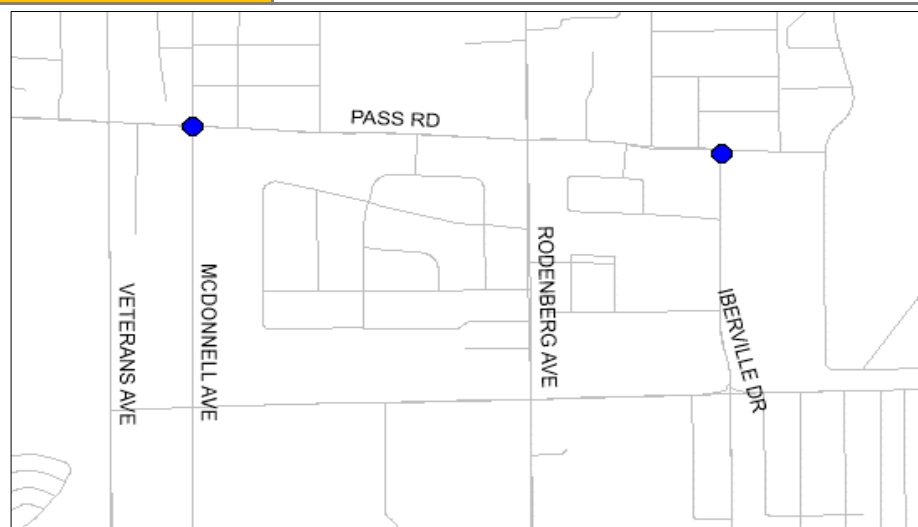 PASS RD
VETERANS AVE
MCDONNELL AVE
RODENBERG AVE
IBERVILLE DR